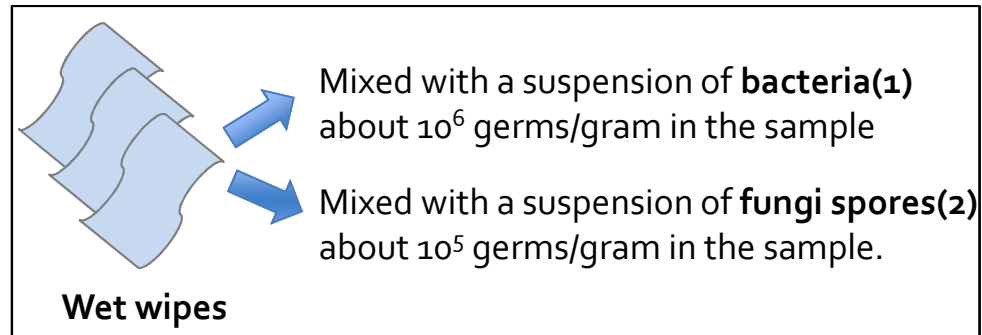 Mixed with a suspension of bacteria(1)
about 10⁶ germs/gram in the sample
Mixed with a suspension of fungi spores(2)
about 10⁵ germs/gram in the sample.
Wet wipes